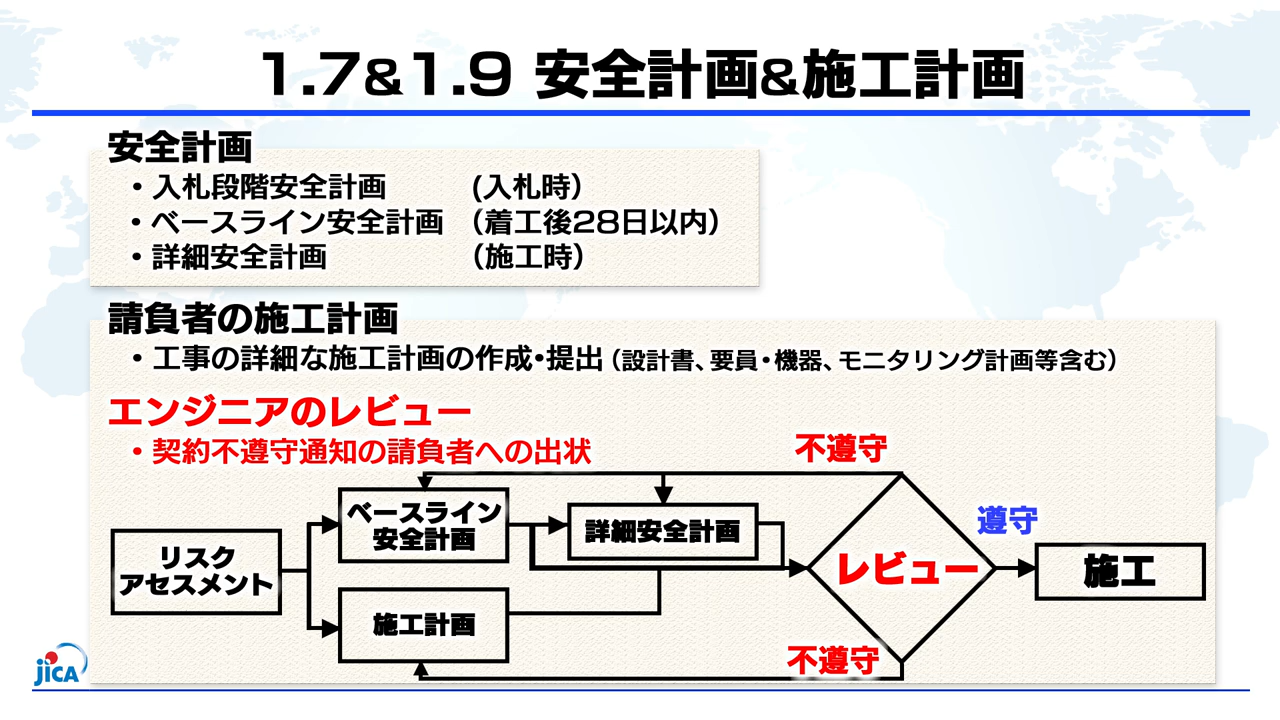 1.7&1.9 安全計画&施工計画
安全計画
・入札段階安全計画 (入札時)
・ベースライン安全計画 (着工後28日以内)
・詳細安全計画 (施工時)
請負者の施工計画
・工事の詳細な施工計画の作成・提出(設計書、要員・機器、モニタリング計画等含む)
エンジニアのレビュー
・契約不遵守通知の請負者への出状
不遵守
ベースライン
安全計画
詳細安全計画
遵守
リスク
アセスメント
レビュー
施工
施工計画
不遵守
jICA